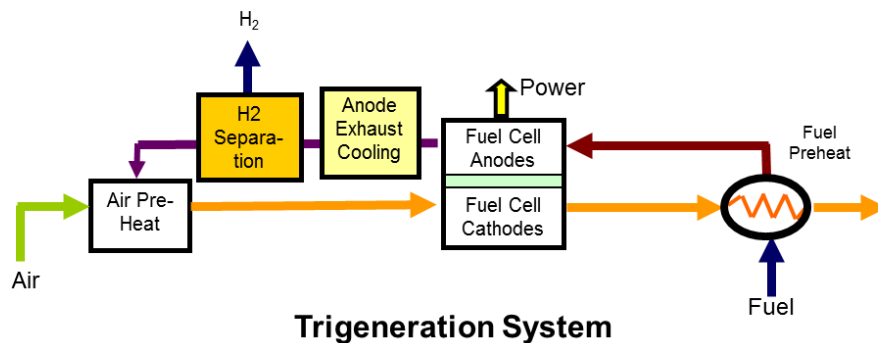 H2
H2
Separa-
tion
Anode
Exhaust
Cooling
Power
Fuel Cell
Anodes
Fuel Cell
Cathodes
Fuel
Preheat
Air Pre-
Heat
Air
Fuel
Trigeneration System